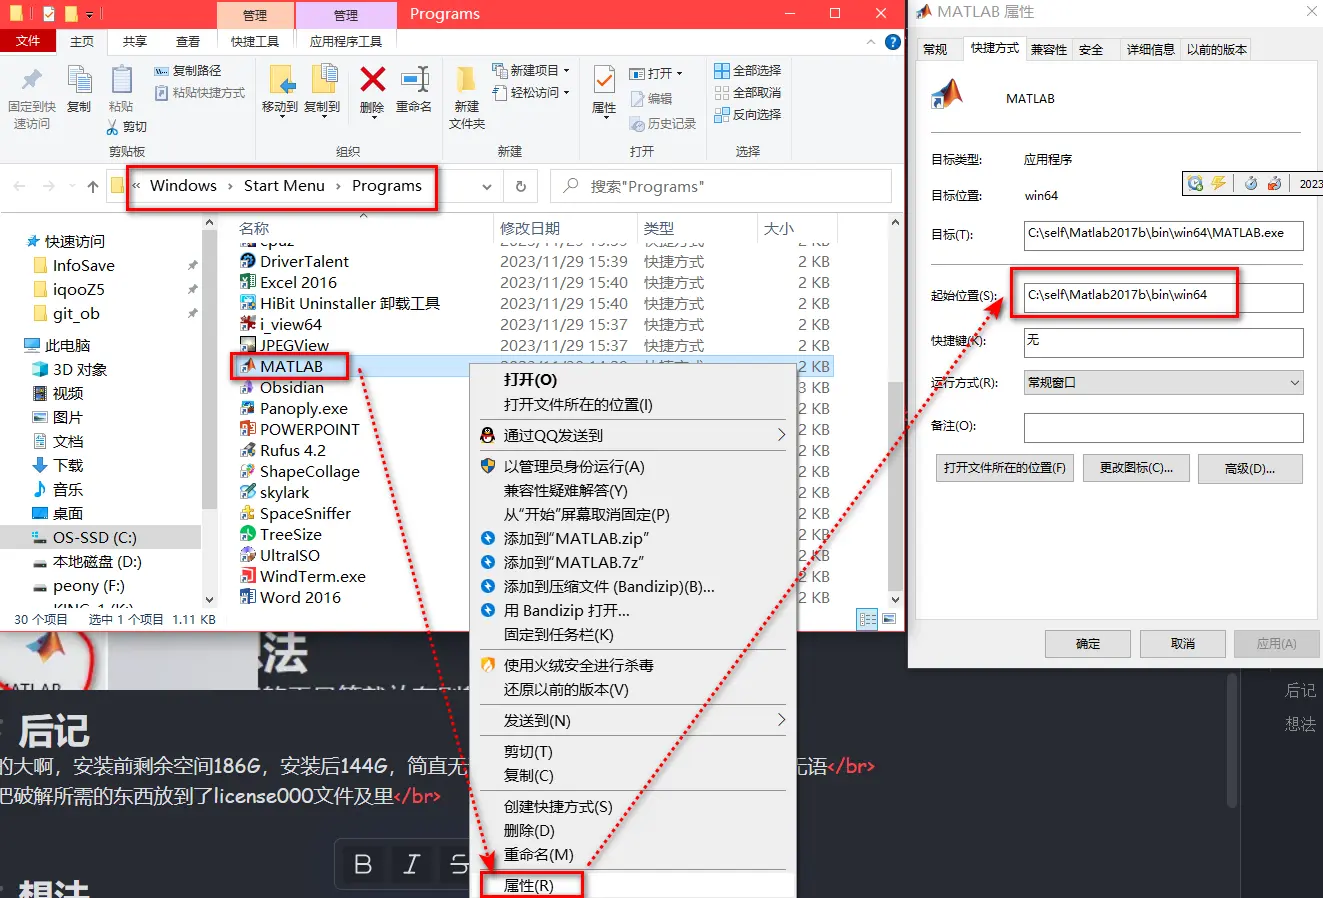 管理
管理
Programs
文件
主页
共享
查看
快捷工具
应用程序工具
固定到快
速访问
复制
粘贴
复制路径
粘贴快捷方式
剪切
剪贴板
移动到
复制到
删除
重命名
组织
新建
文件夹
新建项目
轻松访问
新建
属性
打开
编辑
历史记录
打开
全部选择
全部取消
反向选择
选择
« Windows › Start Menu › Programs
搜索"Programs"
快速访问
InfoSave
iqooZ5
git_ob
此电脑
3D 对象
视频
图片
文档
下载
音乐
桌面
OS-SSD (C:)
本地磁盘 (D:)
peony (F:)
名称 修改日期 类型 大小
DriverTalent 2023/11/29 15:39 快捷方式 2 KB
Excel 2016 2023/11/29 15:40 快捷方式 2 KB
HiBit Uninstaller 卸载工具 2023/11/29 15:40 快捷方式 2 KB
i_view64 2023/11/29 15:37 快捷方式 2 KB
JPEGView 2023/11/29 15:37 快捷方式 2 KB
MATLAB 2 KB
Obsidian 3 KB
Panoply.exe 2 KB
POWERPOINT 2 KB
Rufus 4.2 2 KB
ShapeCollage 2 KB
skylark 2 KB
SpaceSniffer 2 KB
TreeSize 2 KB
UltraISO 2 KB
WindTerm.exe 2 KB
Word 2016 2 KB
30 个项目 选中 1 个项目 1.11 KB
打开(O)
打开文件所在的位置(I)
通过QQ发送到
以管理员身份运行(A)
兼容性疑难解答(Y)
从“开始”屏幕取消固定(P)
添加到“MATLAB.zip”
添加到“MATLAB.7z”
添加到压缩文件 (Bandizip)(B)...
用 Bandizip 打开...
固定到任务栏(K)
使用火绒安全进行杀毒
还原以前的版本(V)
发送到(N)
剪切(T)
复制(C)
创建快捷方式(S)
删除(D)
重命名(M)
属性(R)
MATLAB 属性
常规
快捷方式
兼容性
安全
详细信息
以前的版本
MATLAB
目标类型: 应用程序
目标位置: win64
目标(T): C:\self\Matlab2017b\bin\win64\MATLAB.exe
起始位置(S): C:\self\Matlab2017b\bin\win64
快捷键(K): 无
运行方式(R): 常规窗口
备注(O):
打开文件所在的位置(F)
更改图标(C)...
高级(D)...
确定
取消
应用(A)
2023
后记
想法
后记
的大啊，安装前剩余空间186G，安装后144G，简直无
无语</br>
把破解所需的东西放到了license000文件及里</br>
B I S
想法